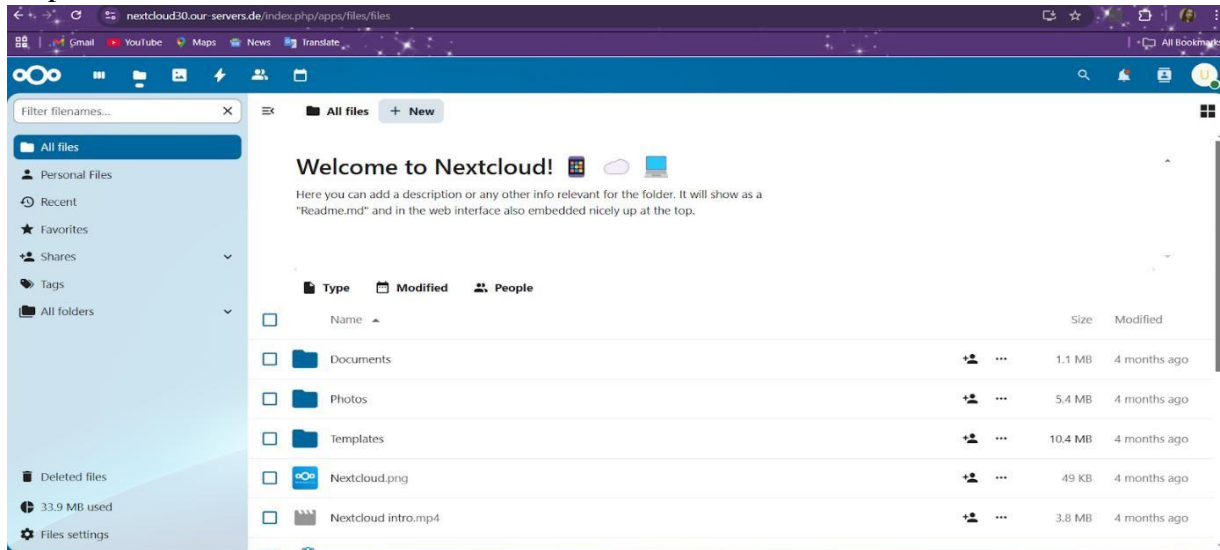 nextcloud30.our-servers.de/index.php/apps/files/files
Gmail YouTube Maps News Translate All Bookmarks
U
Filter filenames... All files + New
All files
Personal Files
Recent
Favorites
Shares
Tags
All folders
Deleted files
33.9 MB used
Files settings
Welcome to Nextcloud!
Here you can add a description or any other info relevant for the folder. It will show as a
"Readme.md" and in the web interface also embedded nicely up at the top.
Type Modified People
Name Size Modified
Documents 1.1 MB 4 months ago
Photos 5.4 MB 4 months ago
Templates 10.4 MB 4 months ago
Nextcloud.png 49 KB 4 months ago
Nextcloud intro.mp4 3.8 MB 4 months ago